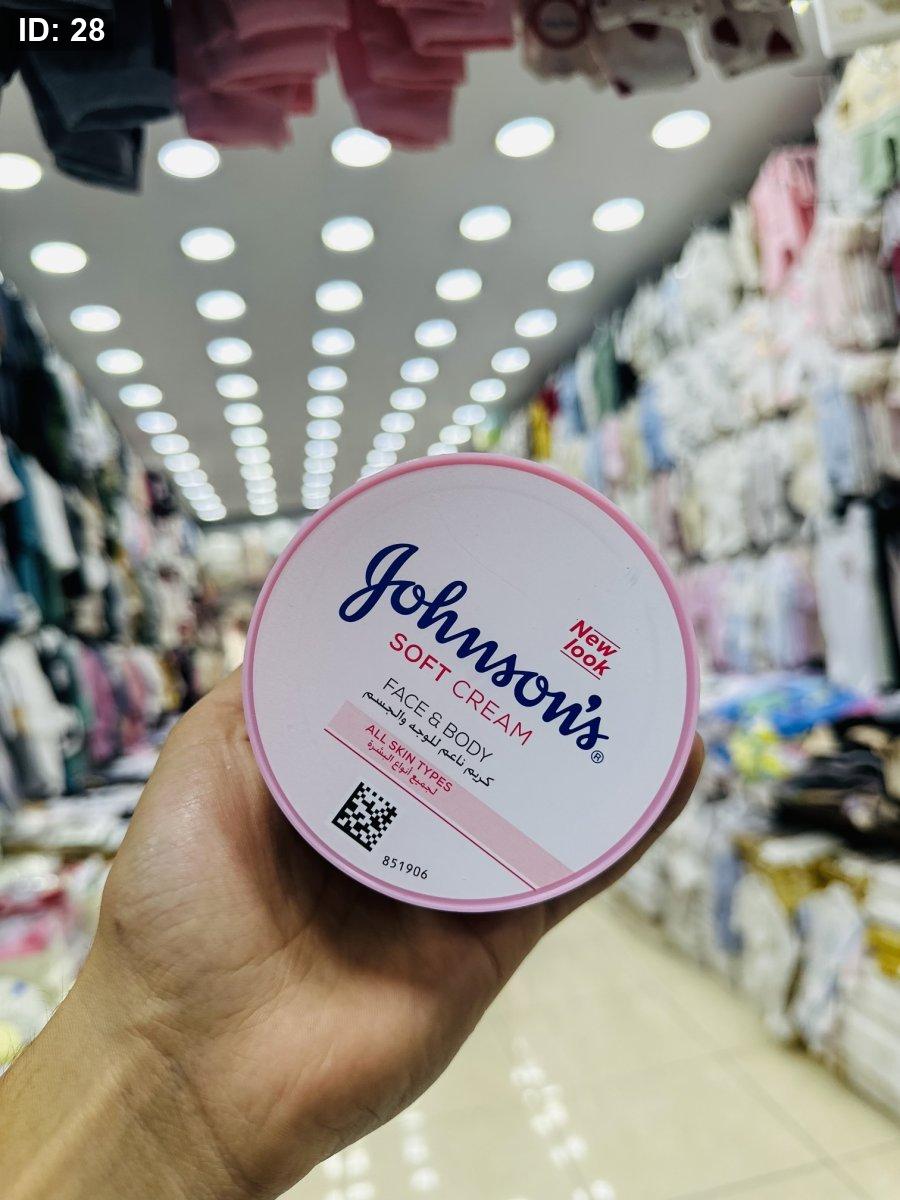 ID: 28
Johnson's®
New
look
SOFT CREAM
FACE & BODY
كريم ناعم للوجه والجسم
ALL SKIN TYPES
لجميع أنواع البشرة
851906